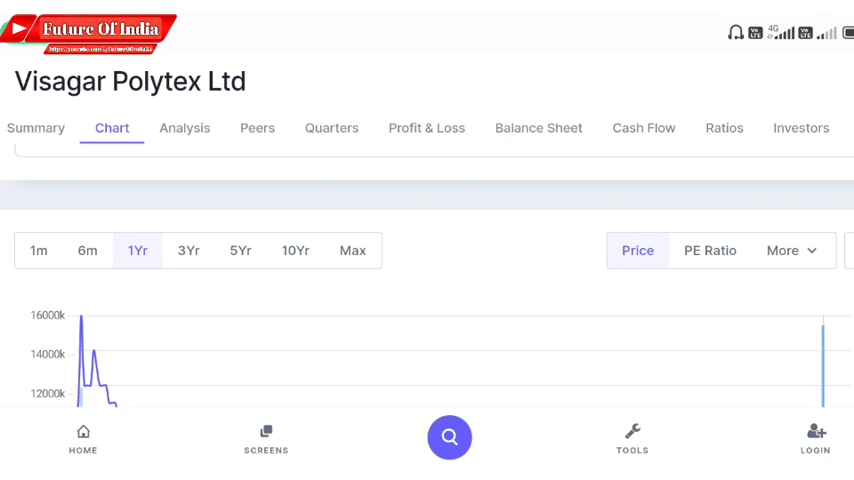 Future Of India
Visagar Polytex Ltd
Summary Chart Analysis Peers Quarters Profit & Loss Balance Sheet Cash Flow Ratios Investors
1m 6m 1Yr 3Yr 5Yr 10Yr Max Price PE Ratio More
16000k
14000k
12000k
HOME SCREENS TOOLS LOGIN